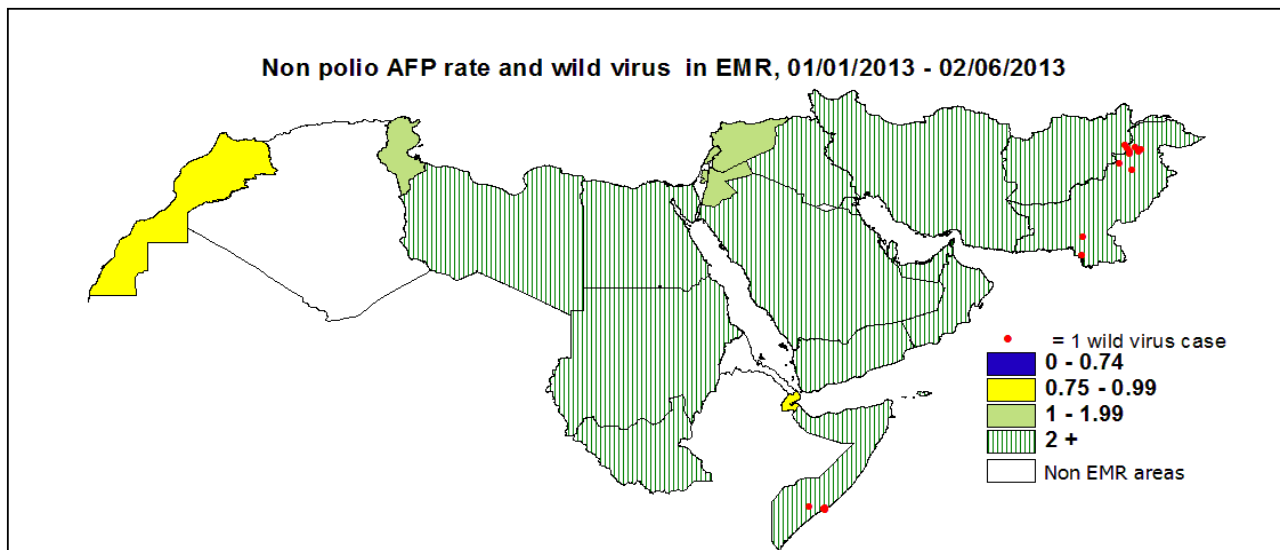 Non polio AFP rate and wild virus in EMR, 01/01/2013 - 02/06/2013
= 1 wild virus case
0 - 0.74
0.75 - 0.99
1 - 1.99
2 +
Non EMR areas